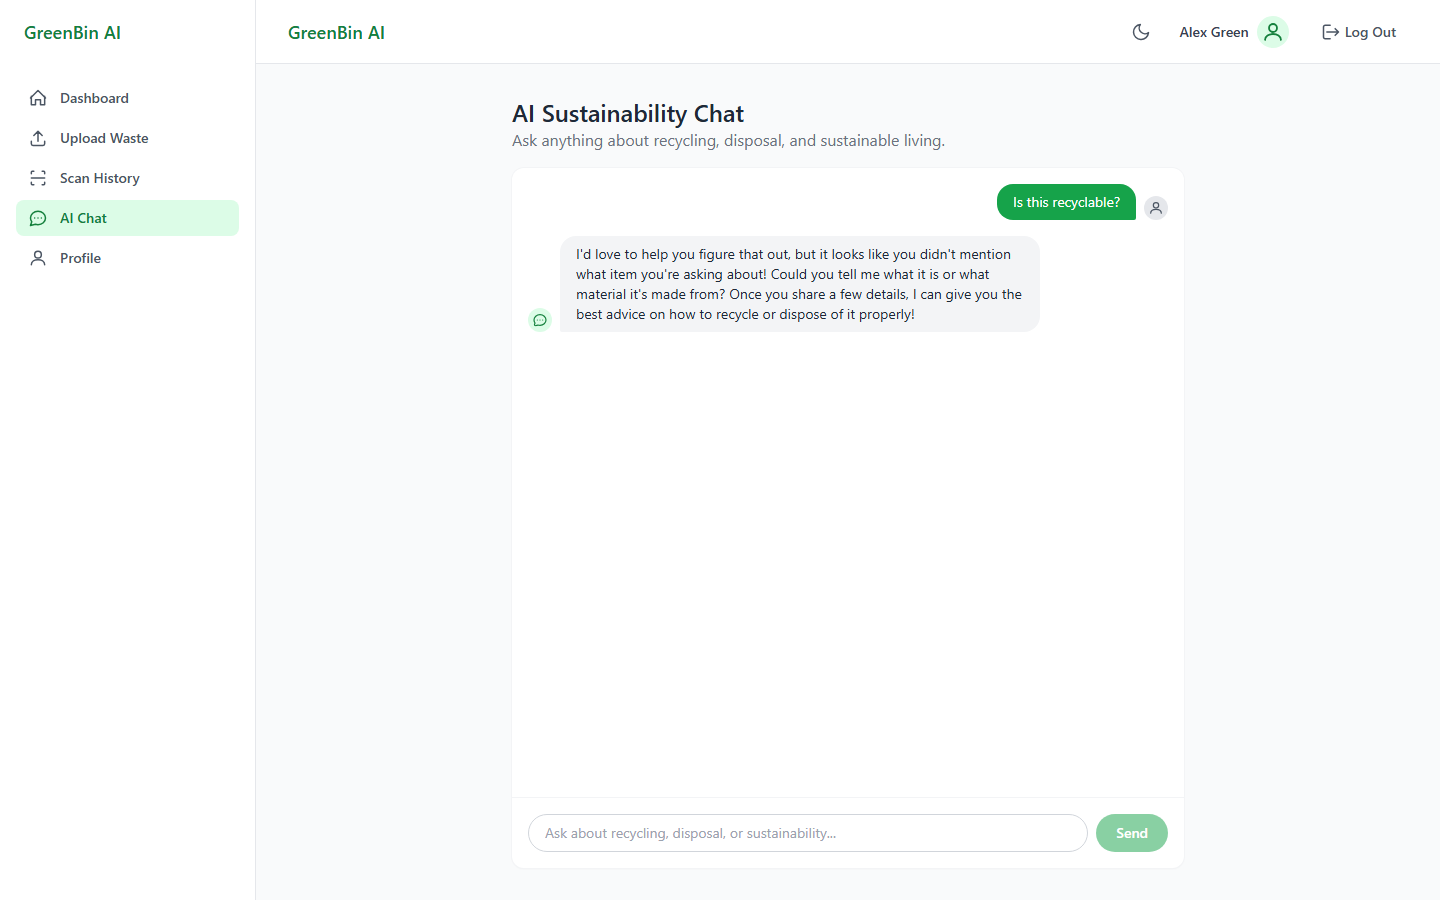 GreenBin AI
Dashboard
Upload Waste
Scan History
AI Chat
Profile
GreenBin AI
Alex Green
Log Out
AI Sustainability Chat
Ask anything about recycling, disposal, and sustainable living.
Is this recyclable?
I'd love to help you figure that out, but it looks like you didn't mention
what item you're asking about! Could you tell me what it is or what
material it's made from? Once you share a few details, I can give you the
best advice on how to recycle or dispose of it properly!
Ask about recycling, disposal, or sustainability...
Send